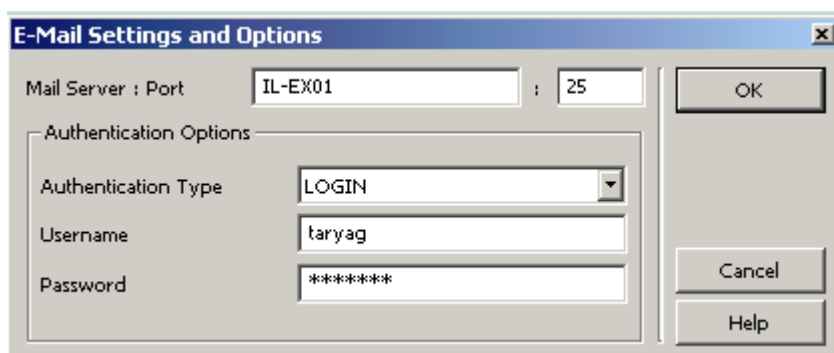 E-Mail Settings and Options
Mail Server : Port IL-EX01 : 25
OK
Authentication Options
Authentication Type LOGIN
Username taryag
Password *******
Cancel
Help